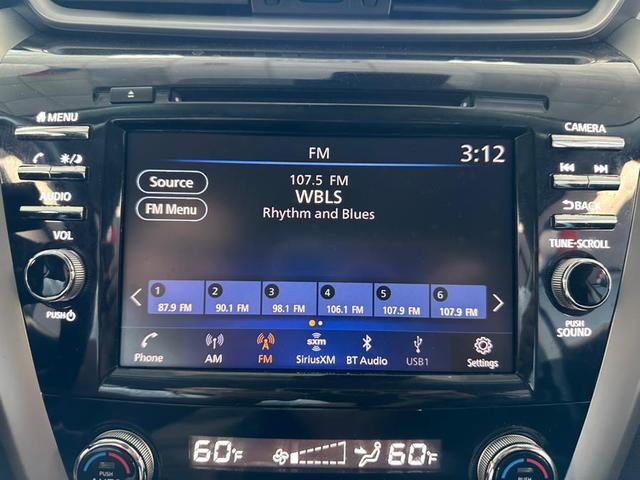 MENU
CAMERA
FM
3:12
Source
107.5 FM
WBLS
FM Menu
Rhythm and Blues
AUDIO
BACK
VOL
TUNE-SCROLL
1 2 3 4 5 6
87.9 FM 90.1 FM 98.1 FM 106.1 FM 107.9 FM 107.9 FM
PUSH
PUSH
SOUND
sxm
Phone AM FM SiriusXM BT Audio USB1 Settings
60°F 60°F
PUSH
PUSH